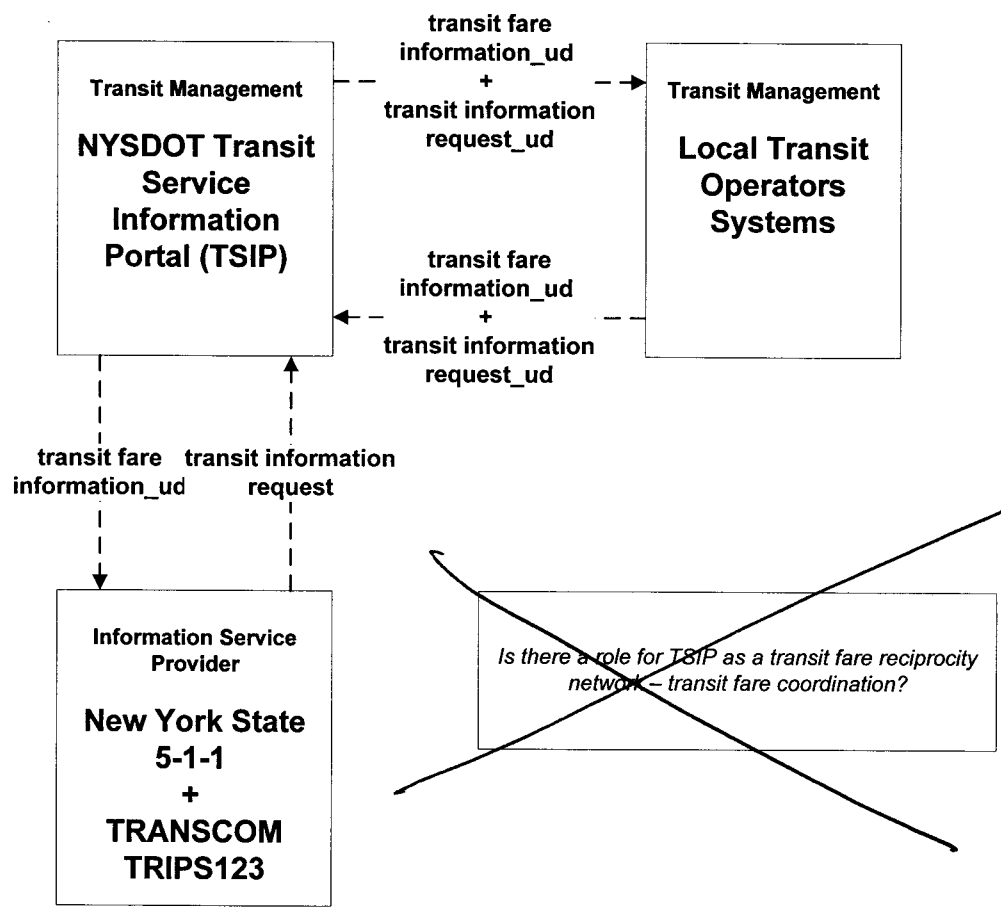 transit fare
information_ud
+
transit information
request_ud
Transit Management
NYSDOT Transit
Service
Information
Portal (TSIP)
Transit Management
Local Transit
Operators
Systems
transit fare
information_ud
+
transit information
request_ud
transit fare
information_ud
transit information
request
Information Service
Provider
New York State
5-1-1
+
TRANSCOM
TRIPS123
Is there a role for TSIP as a transit fare reciprocity
network – transit fare coordination?